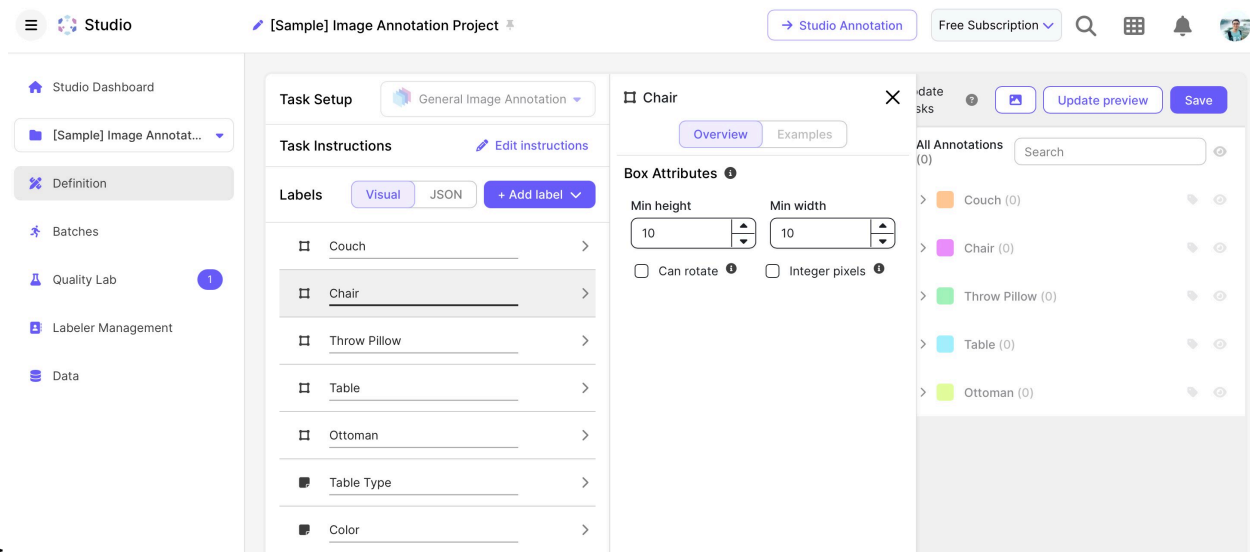 Studio
[Sample] Image Annotation Project
→ Studio Annotation
Free Subscription
Studio Dashboard
[Sample] Image Annotat...
Definition
Batches
Quality Lab
1
Labeler Management
Data
Task Setup
General Image Annotation
Task Instructions
Edit instructions
Labels
Visual
JSON
+ Add label
Couch
Chair
Throw Pillow
Table
Ottoman
Table Type
Color
Chair
Overview
Examples
Box Attributes
Min height
Min width
10
10
Can rotate
Integer pixels
Update preview
Save
All Annotations
(0)
Search
Couch (0)
Chair (0)
Throw Pillow (0)
Table (0)
Ottoman (0)